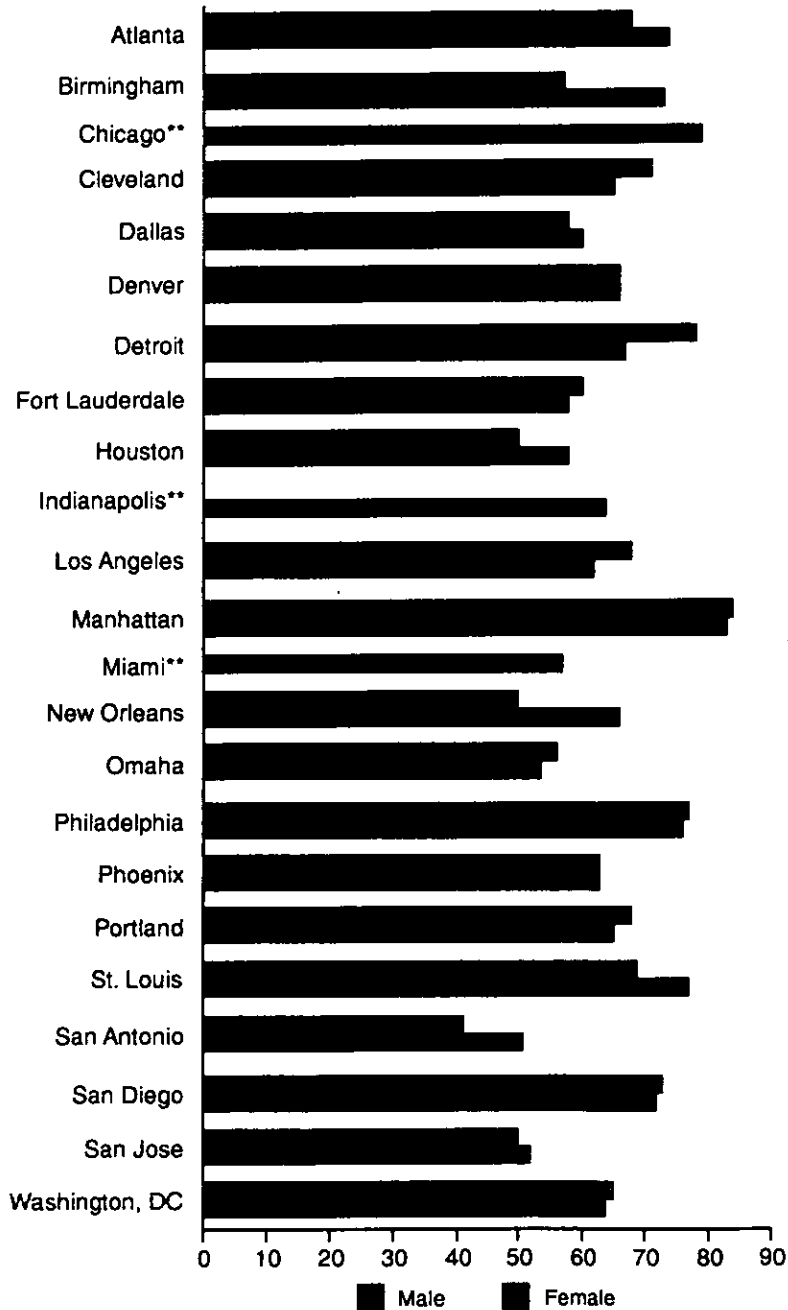 Atlanta
Birmingham
Chicago**
Cleveland
Dallas
Denver
Detroit
Fort Lauderdale
Houston
Indianapolis**
Los Angeles
Manhattan
Miami**
New Orleans
Omaha
Philadelphia
Phoenix
Portland
St. Louis
San Antonio
San Diego
San Jose
Washington, DC
0 10 20 30 40 50 60 70 80 90
Male Female